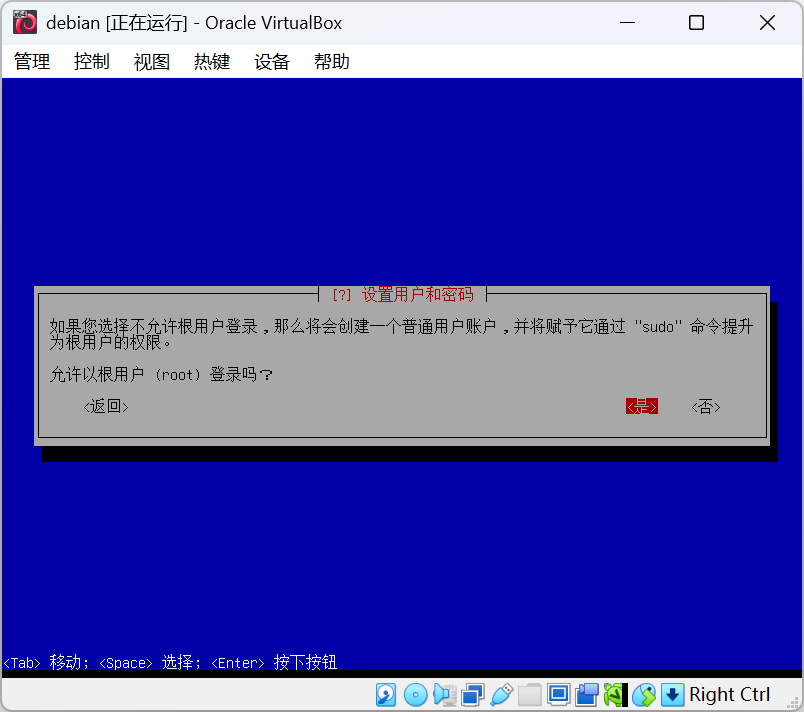 debian [正在运行] - Oracle VirtualBox
管理 控制 视图 热键 设备 帮助
[?] 设置用户和密码
如果您选择不允许根用户登录,那么将会创建一个普通用户账户,并将赋予它通过 "sudo" 命令提升
为根用户的权限。
允许以根用户 (root) 登录吗?
<返回> <是> <否>
<Tab> 移动; <Space> 选择; <Enter> 按下按钮
Right Ctrl